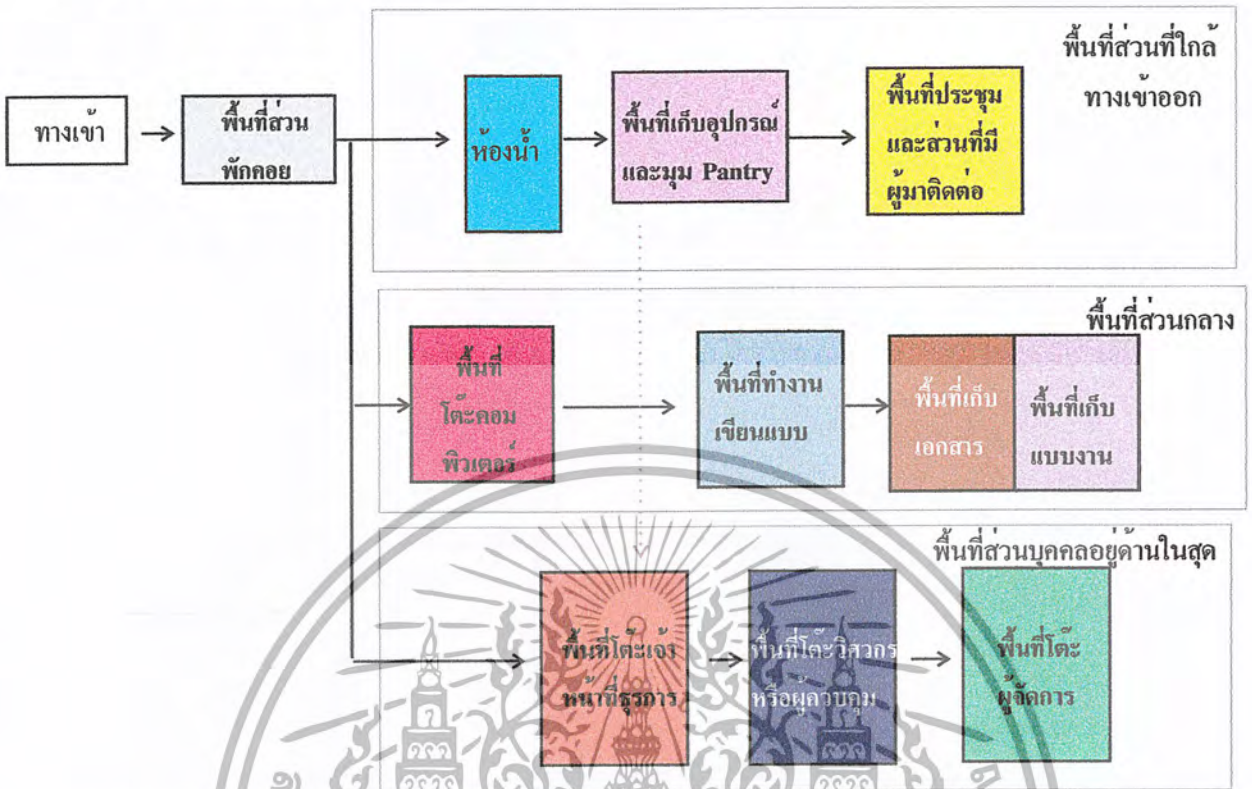 พื้นที่ส่วนที่ใกล้
ทางเข้าออก
ทางเข้า
พื้นที่ส่วน
พักคอย
ห้องน้ำ
พื้นที่เก็บอุปกรณ์
และมุม Pantry
พื้นที่ประชุม
และส่วนที่มี
ผู้มาติดต่อ
พื้นที่ส่วนกลาง
พื้นที่
โต๊ะคอม
พิวเตอร์
พื้นที่ทำงาน
เขียนแบบ
พื้นที่เก็บ
เอกสาร
พื้นที่เก็บ
แบบงาน
พื้นที่ส่วนบุคคลอยู่ด้านในสุด
พื้นที่โต๊ะเจ้า
หน้าที่ธุรการ
พื้นที่โต๊ะวิศวกร
หรือผู้ควบคุม
พื้นที่โต๊ะ
ผู้จัดการ